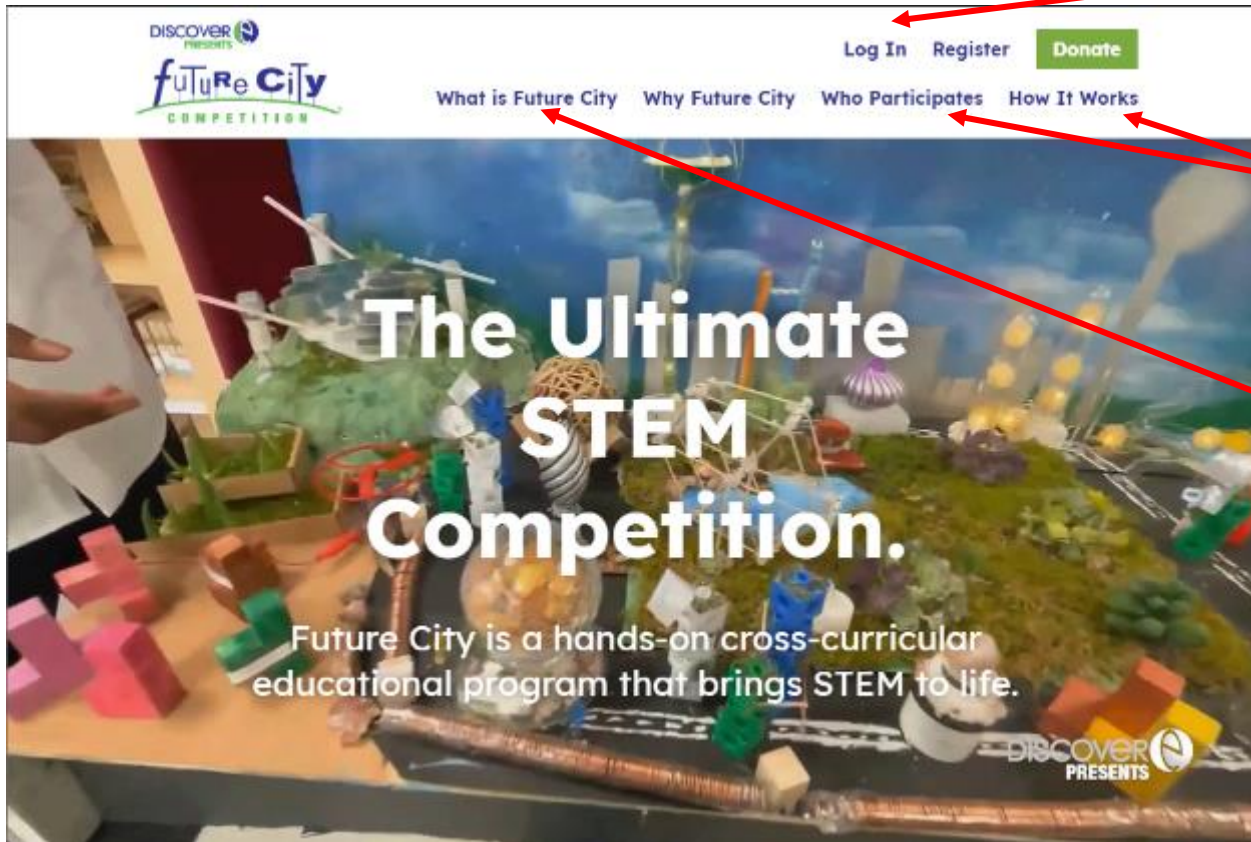 DISCOVER e
PRESENTS
Future City
COMPETITION
Log In Register Donate
What is Future City Why Future City Who Participates How It Works
The Ultimate
STEM
Competition.
Future City is a hands-on cross-curricular
educational program that brings STEM to life.
DISCOVER e
PRESENTS